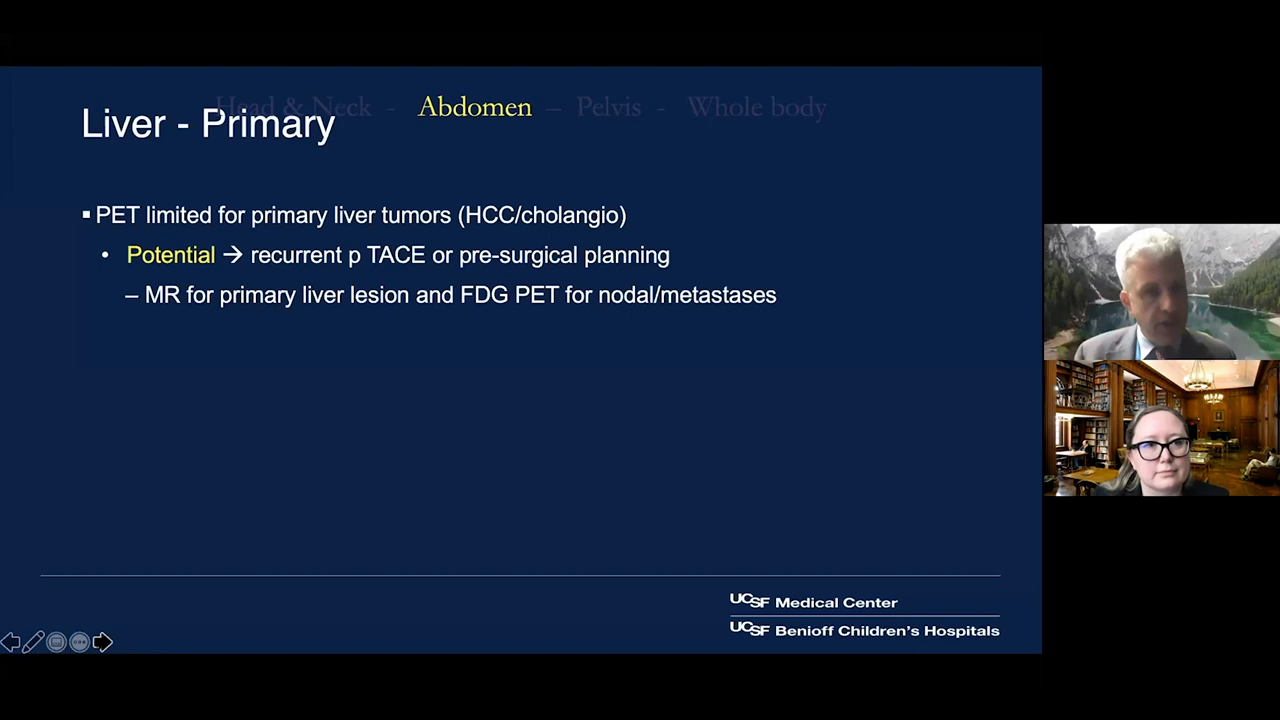 Head & Neck - Abdomen – Pelvis - Whole body
Liver - Primary
▪ PET limited for primary liver tumors (HCC/cholangio)
• Potential → recurrent p TACE or pre-surgical planning
– MR for primary liver lesion and FDG PET for nodal/metastases
UCSF Medical Center
UCSF Benioff Children's Hospitals